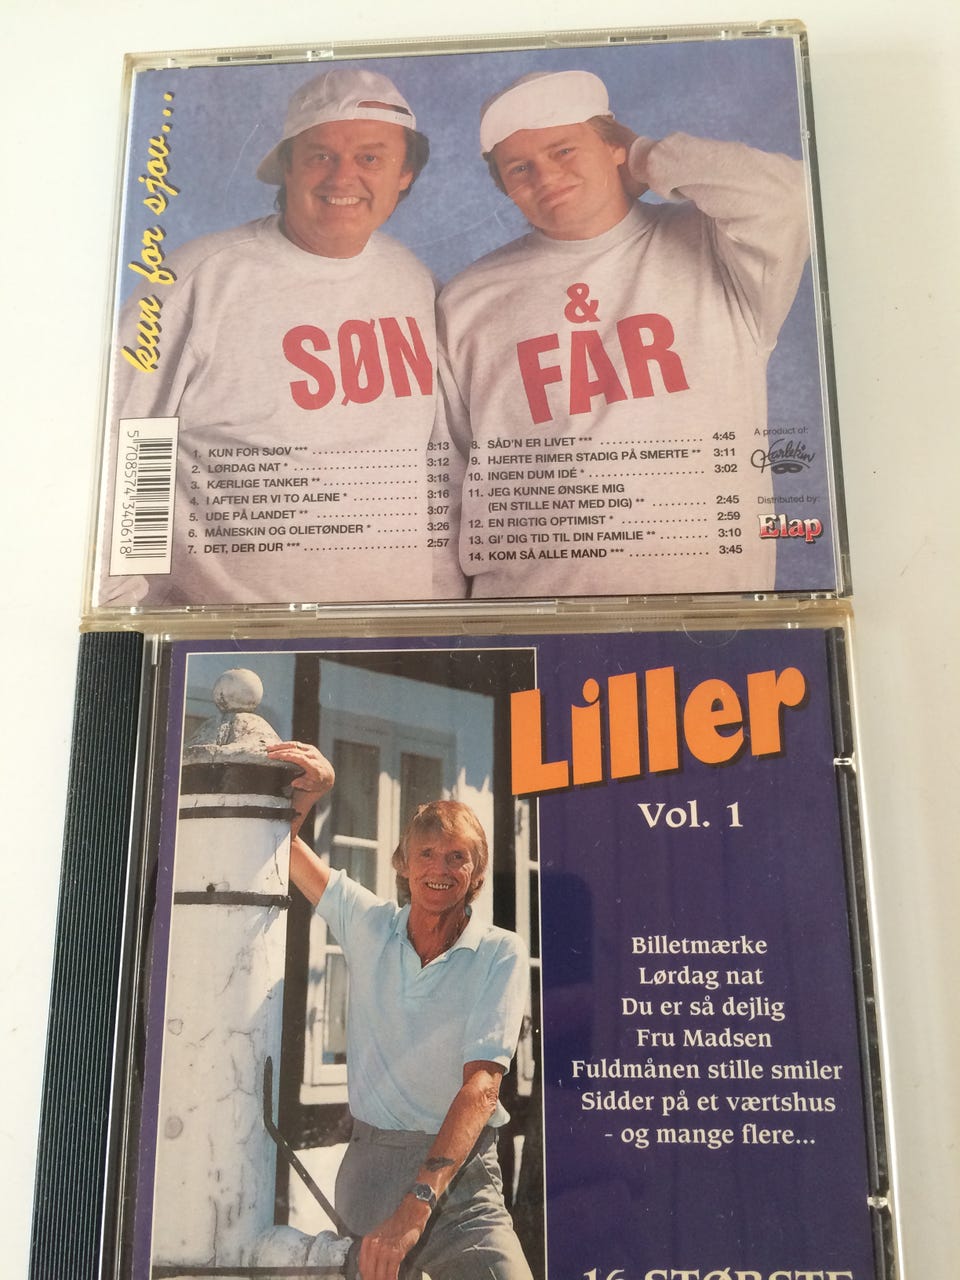 kun for sjov...
SØN
&
FAR
1. KUN FOR SJOV *** 3:13
2. LØRDAG NAT * 3:12
3. KÆRLIGE TANKER ** 3:18
4. I AFTEN ER VI TO ALENE * 3:16
5. UDE PÅ LANDET ** 3:07
6. MÅNESKIN OG OLIETØNDER * 3:26
7. DET, DER DUR *** 2:57
8. SÅD'N ER LIVET *** 4:45
9. HJERTE RIMER STADIG PÅ SMERTE ** 3:11
10. INGEN DUM IDÉ * 3:02
11. JEG KUNNE ØNSKE MIG
(EN STILLE NAT MED DIG) ** 2:45
12. EN RIGTIG OPTIMIST * 2:59
13. GI' DIG TID TIL DIN FAMILIE ** 3:10
14. KOM SÅ ALLE MAND *** 3:45
A product of:
Harlekin
Distributed by:
Elap
5 708574 340618
Liller
Vol. 1
Billetmærke
Lørdag nat
Du er så dejlig
Fru Madsen
Fuldmånen stille smiler
Sidder på et værtshus
- og mange flere...
16 STØRSTE